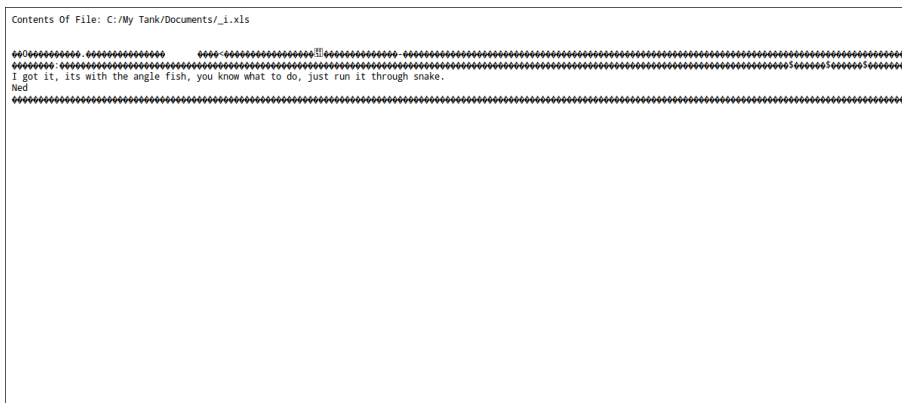 Contents Of File: C:/My Tank/Documents/_i.xls
I got it, its with the angle fish, you know what to do, just run it through snake.
Ned